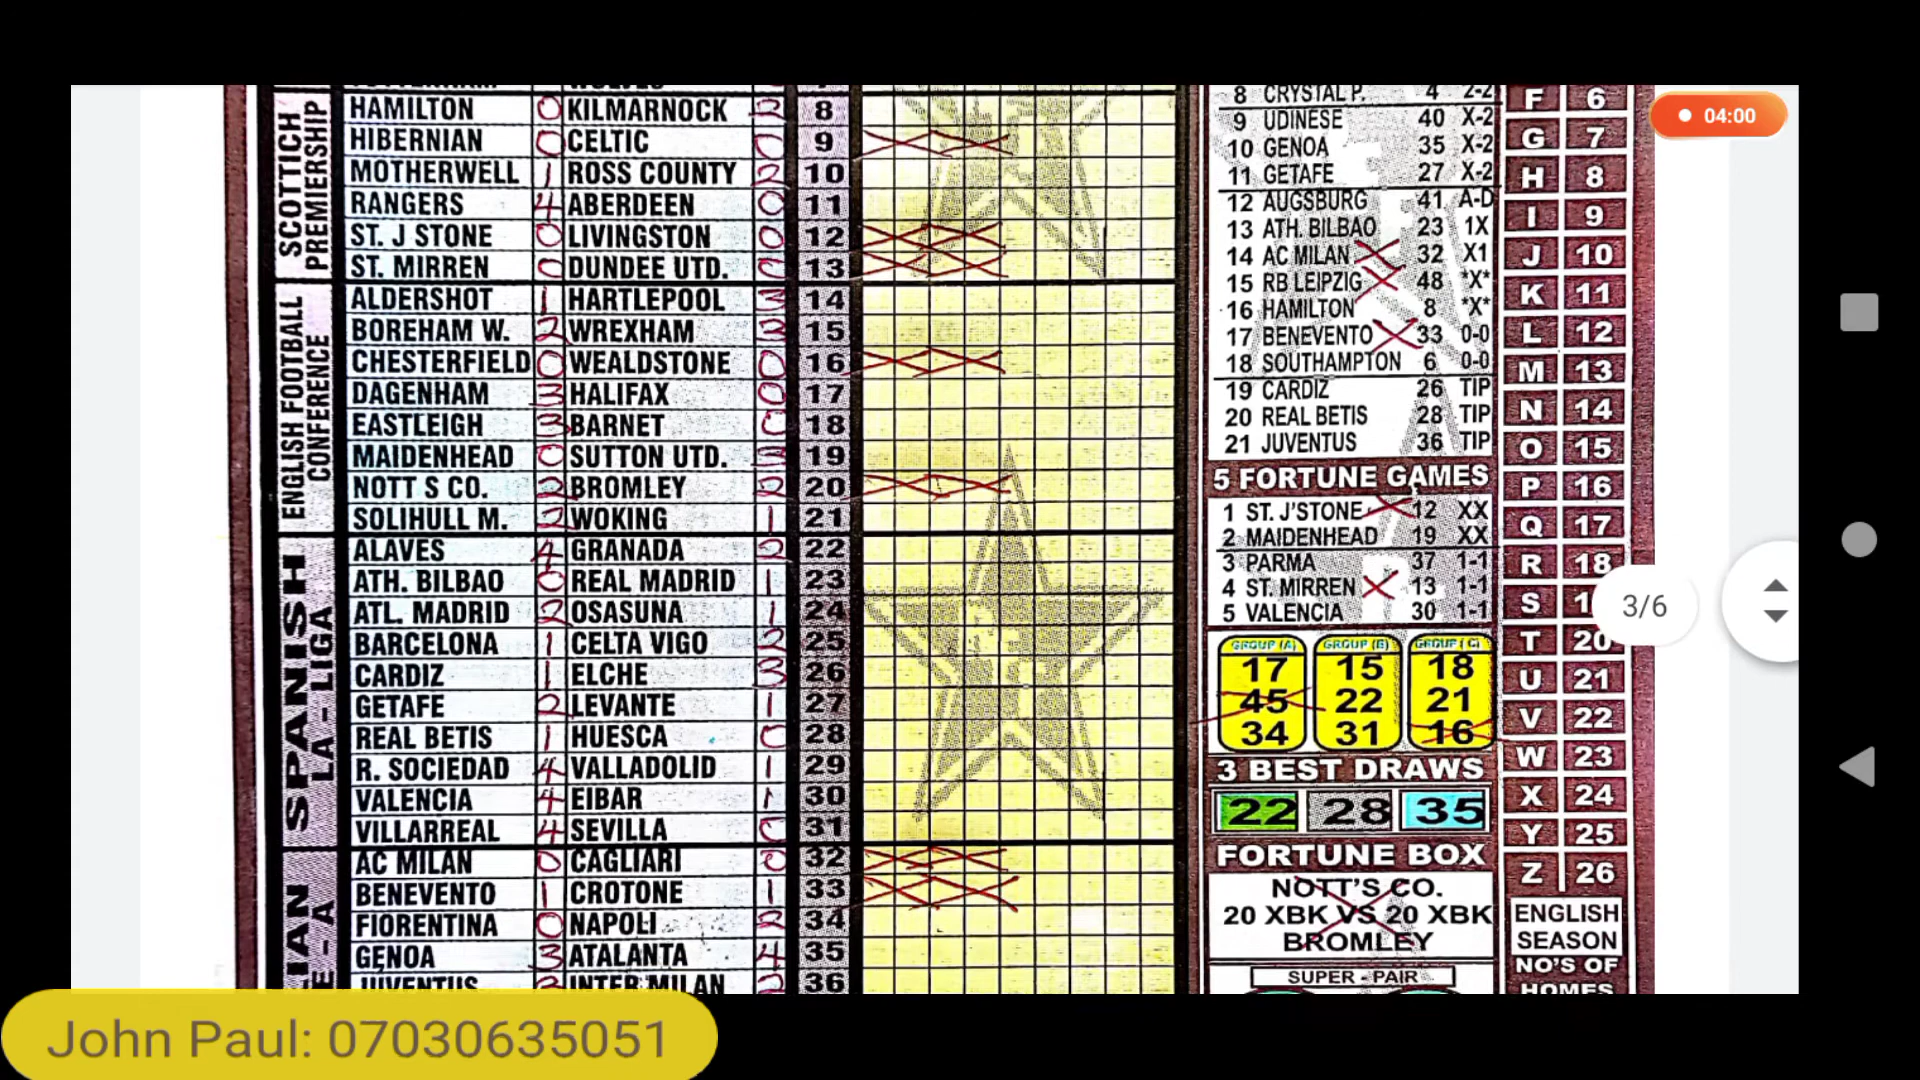 SCOTTICH
PREMIERSHIP
HAMILTON 0 KILMARNOCK 2 8
HIBERNIAN 0 CELTIC 0 9
MOTHERWELL 1 ROSS COUNTY 2 10
RANGERS 4 ABERDEEN 0 11
ST. J STONE 0 LIVINGSTON 0 12
ST. MIRREN 0 DUNDEE UTD. 0 13
ENGLISH FOOTBALL
CONFERENCE
ALDERSHOT 1 HARTLEPOOL 3 14
BOREHAM W. 2 WREXHAM 3 15
CHESTERFIELD 0 WEALDSTONE 0 16
DAGENHAM 3 HALIFAX 0 17
EASTLEIGH 3 BARNET 0 18
MAIDENHEAD 0 SUTTON UTD. 3 19
NOTT S CO. 2 BROMLEY 2 20
SOLIHULL M. 2 WOKING 1 21
SPANISH
LA - LIGA
ALAVES 4 GRANADA 2 22
ATH. BILBAO 0 REAL MADRID 1 23
ATL. MADRID 2 OSASUNA 1 24
BARCELONA 1 CELTA VIGO 2 25
CARDIZ 1 ELCHE 3 26
GETAFE 2 LEVANTE 1 27
REAL BETIS 1 HUESCA 0 28
R. SOCIEDAD 4 VALLADOLID 1 29
VALENCIA 4 EIBAR 1 30
VILLARREAL 4 SEVILLA 0 31
AC MILAN 0 CAGLIARI 0 32
BENEVENTO 1 CROTONE 1 33
FIORENTINA 0 NAPOLI 2 34
GENOA 3 ATALANTA 4 35
JUVENTUS 3 INTER MILAN 2 36
8 CRYSTAL P. 4 2-2
9 UDINESE 40 X-2
10 GENOA 35 X-2
11 GETAFE 27 X-2
12 AUGSBURG 41 A-D
13 ATH. BILBAO 23 1X
14 AC MILAN 32 X1
15 RB LEIPZIG 48 *X*
16 HAMILTON 8 *X*
17 BENEVENTO 33 0-0
18 SOUTHAMPTON 6 0-0
19 CARDIZ 26 TIP
20 REAL BETIS 28 TIP
21 JUVENTUS 36 TIP
5 FORTUNE GAMES
1 ST. J'STONE 12 XX
2 MAIDENHEAD 19 XX
3 PARMA 37 1-1
4 ST. MIRREN 13 1-1
5 VALENCIA 30 1-1
GROUP (A) GROUP (B) GROUP (C)
17 15 18
45 22 21
34 31 16
3 BEST DRAWS
22 28 35
FORTUNE BOX
NOTT'S CO.
20 XBK VS 20 XBK
BROMLEY
SUPER - PAIR
F 6
G 7
H 8
I 9
J 10
K 11
L 12
M 13
N 14
O 15
P 16
Q 17
R 18
S
T 20
U 21
V 22
W 23
X 24
Y 25
Z 26
ENGLISH
SEASON
NO'S OF
HOMES
04:00
3/6
John Paul: 07030635051